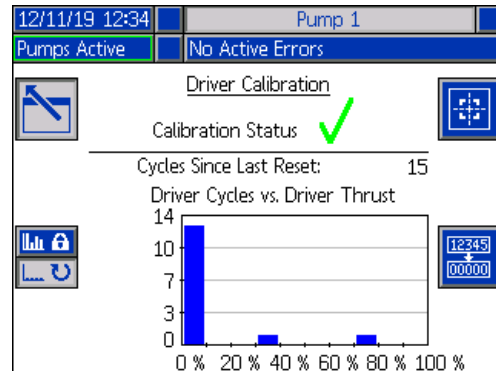 12/11/19 12:34 Pump 1
Pumps Active No Active Errors
Driver Calibration
Calibration Status
Cycles Since Last Reset: 15
Driver Cycles vs. Driver Thrust
14
10
7
3
0
0 % 20 % 40 % 60 % 80 % 100 %
12345
00000